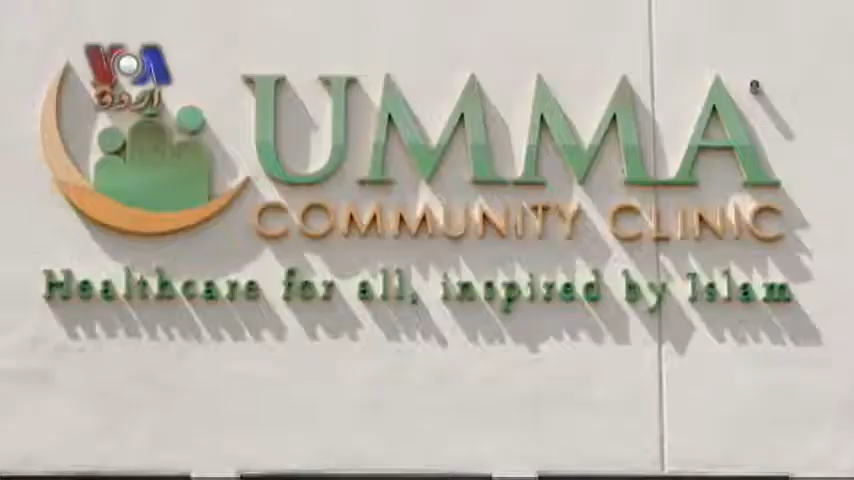 VOA
اردو
UMMA®
COMMUNITY CLINIC
Healthcare for all, inspired by Islam